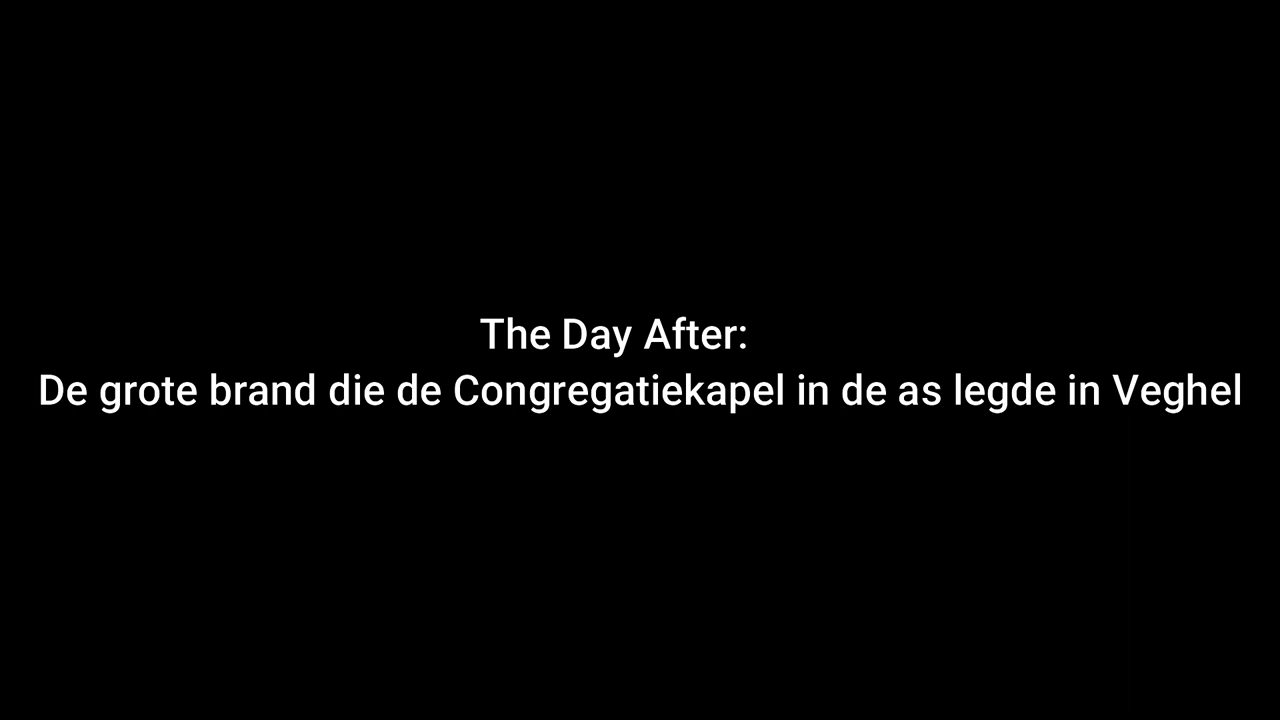 The Day After:
De grote brand die de Congregatiekapel in de as legde in Veghel